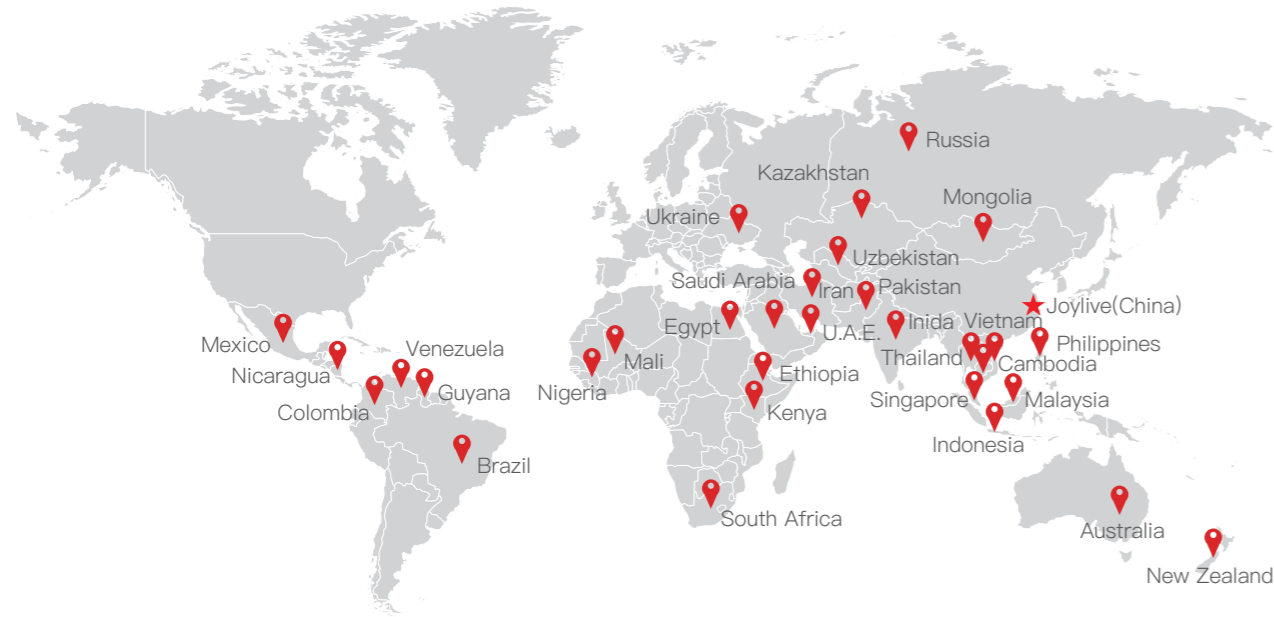 Russia
Kazakhstan
Mongolia
Ukraine
Uzbekistan
Saudi Arabia
Iran
Pakistan
Joylive(China)
Egypt
U.A.E.
Inida
Vietnam
Mexico
Venezuela
Mali
Thailand
Philippines
Cambodia
Nicaragua
Guyana
Nigeria
Ethiopia
Colombia
Kenya
Singapore
Malaysia
Indonesia
Brazil
South Africa
Australia
New Zealand